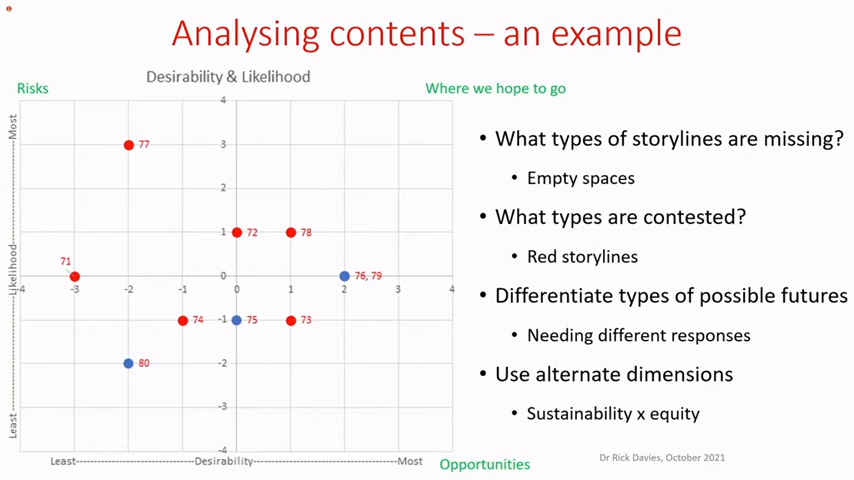 Analysing contents – an example
Desirability & Likelihood
Risks
Where we hope to go
4
3
2
1
0
-1
-2
-3
-4
-4
-3
-2
-1
0
1
2
3
4
77
72
78
71
76, 79
74
75
73
80
Least-------------------------Likelihood-------------------------Most
Least-------------------------Desirability-------------------------Most
Opportunities
• What types of storylines are missing?
• Empty spaces
• What types are contested?
• Red storylines
• Differentiate types of possible futures
• Needing different responses
• Use alternate dimensions
• Sustainability x equity
Dr Rick Davies, October 2021